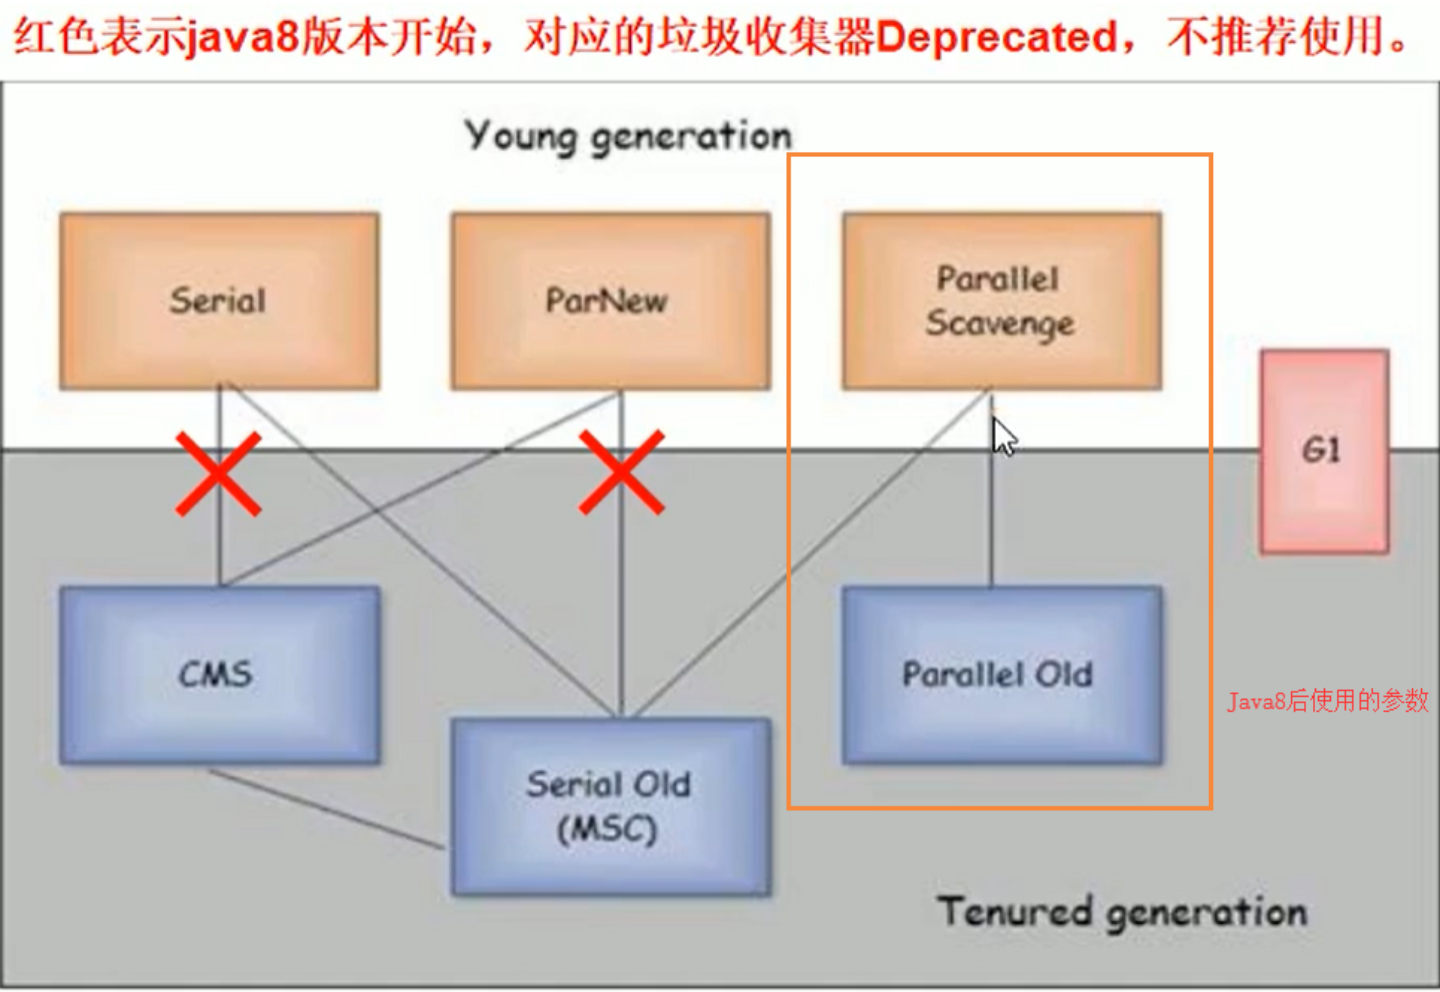 红色表示java8版本开始，对应的垃圾收集器Deprecated，不推荐使用。
Young generation
Serial
ParNew
Parallel
Scavenge
G1
CMS
Parallel Old
Java8后使用的参数
Serial Old
(MSC)
Tenured generation